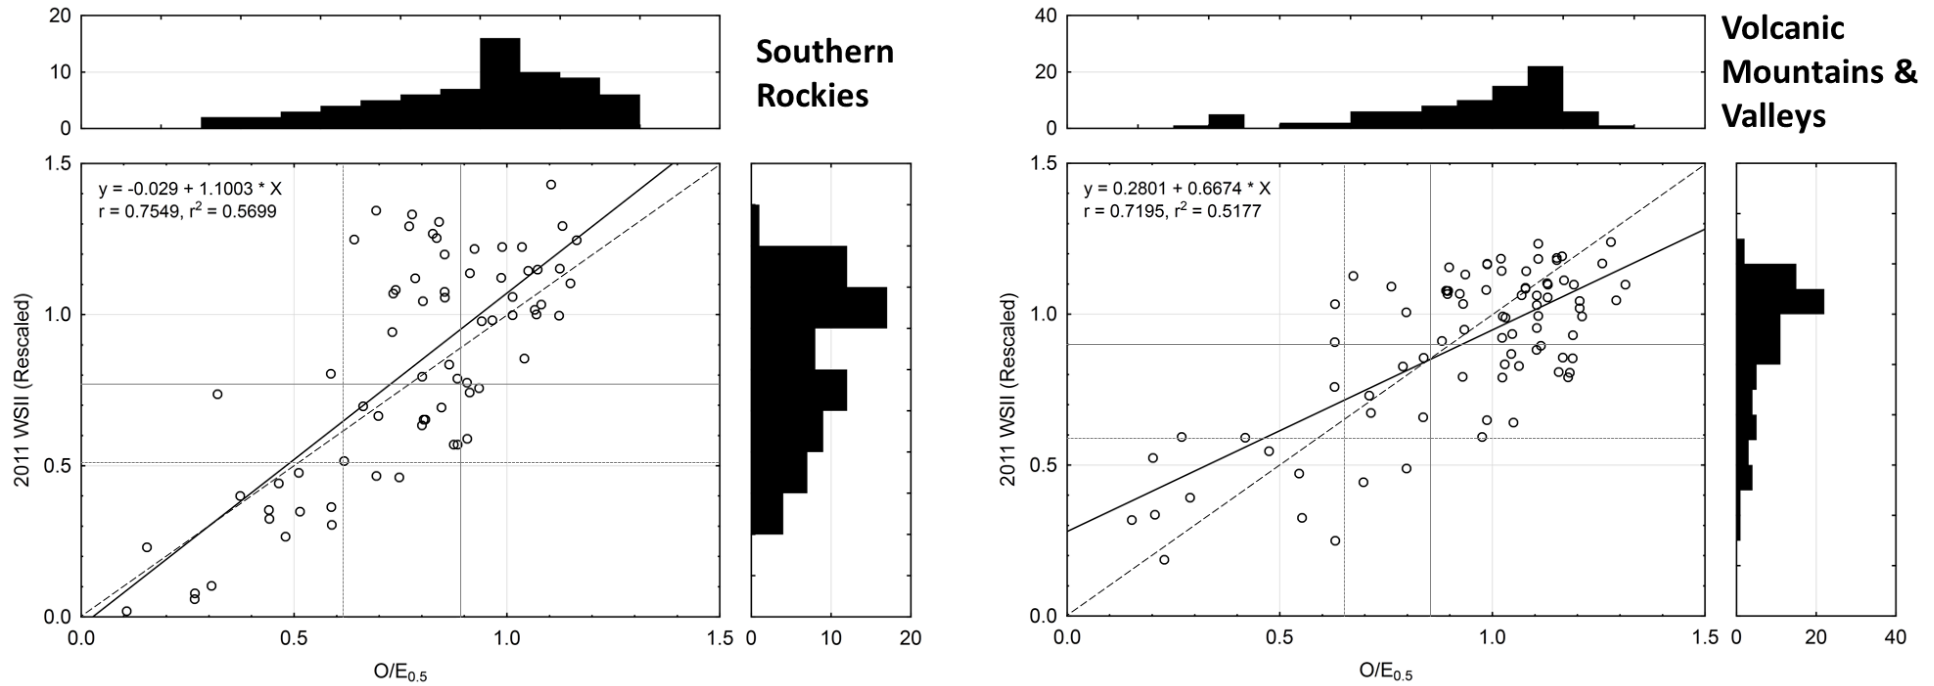 20
10
0
Southern
Rockies
1.5
1.0
0.5
0.0
2011 WSII (Rescaled)
y = -0.029 + 1.1003 * X
r = 0.7549, r² = 0.5699
0.0 0.5 1.0 1.5
O/E0.5
0 10 20
40
20
0
Volcanic
Mountains &
Valleys
1.5
1.0
0.5
0.0
2011 WSII (Rescaled)
y = 0.2801 + 0.6674 * X
r = 0.7195, r² = 0.5177
0.0 0.5 1.0 1.5
O/E0.5
0 20 40